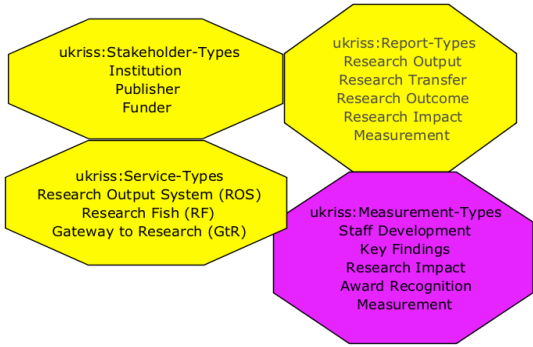 ukriss:Stakeholder-Types
Institution
Publisher
Funder
ukriss:Report-Types
Research Output
Research Transfer
Research Outcome
Research Impact
Measurement
ukriss:Service-Types
Research Output System (ROS)
Research Fish (RF)
Gateway to Research (GtR)
ukriss:Measurement-Types
Staff Development
Key Findings
Research Impact
Award Recognition
Measurement